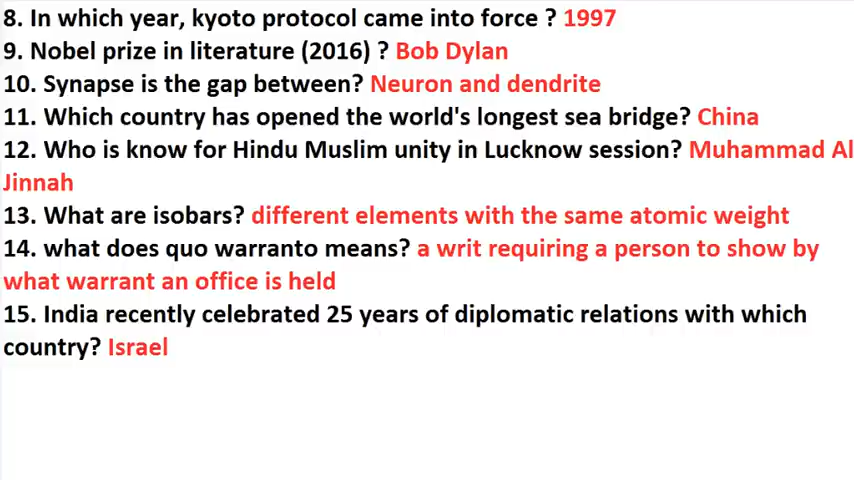 8. In which year, kyoto protocol came into force ? 1997
9. Nobel prize in literature (2016) ? Bob Dylan
10. Synapse is the gap between? Neuron and dendrite
11. Which country has opened the world's longest sea bridge? China
12. Who is know for Hindu Muslim unity in Lucknow session? Muhammad Al
Jinnah
13. What are isobars? different elements with the same atomic weight
14. what does quo warranto means? a writ requiring a person to show by
what warrant an office is held
15. India recently celebrated 25 years of diplomatic relations with which
country? Israel